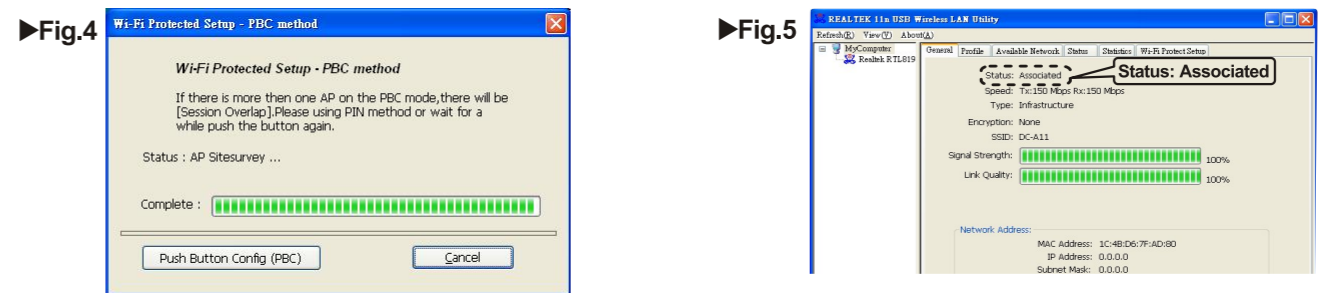 ▶Fig.4
Wi-Fi Protected Setup - PBC method
Wi-Fi Protected Setup - PBC method
If there is more then one AP on the PBC mode,there will be
[Session Overlap].Please using PIN method or wait for a
while push the button again.
Status : AP Sitesurvey ...
Complete :
Push Button Config (PBC)
Cancel
▶Fig.5
REALTEK 11n USB Wireless LAN Utility
Refresh(R) View(V) About(A)
MyComputer
Realtek RTL819
General Profile Available Network Status Statistics Wi-Fi Protect Setup
Status: Associated
Status: Associated
Speed: Tx:150 Mbps Rx:150 Mbps
Type: Infrastructure
Encryption: None
SSID: DC-A11
Signal Strength: 100%
Link Quality: 100%
Network Address:
MAC Address: 1C:4B:D6:7F:AD:80
IP Address: 0.0.0.0
Subnet Mask: 0.0.0.0